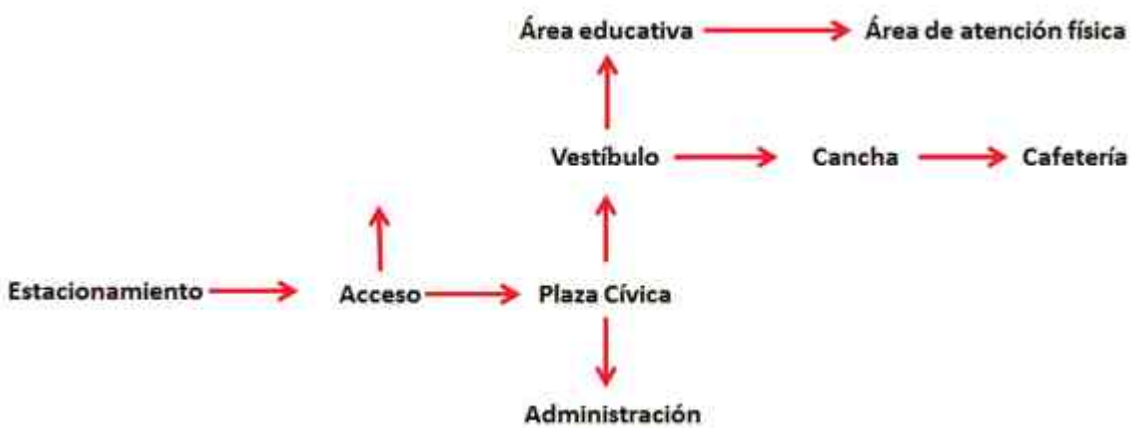 Área educativa
Área de atención física
Vestíbulo
Cancha
Cafetería
Estacionamiento
Acceso
Plaza Cívica
Administración